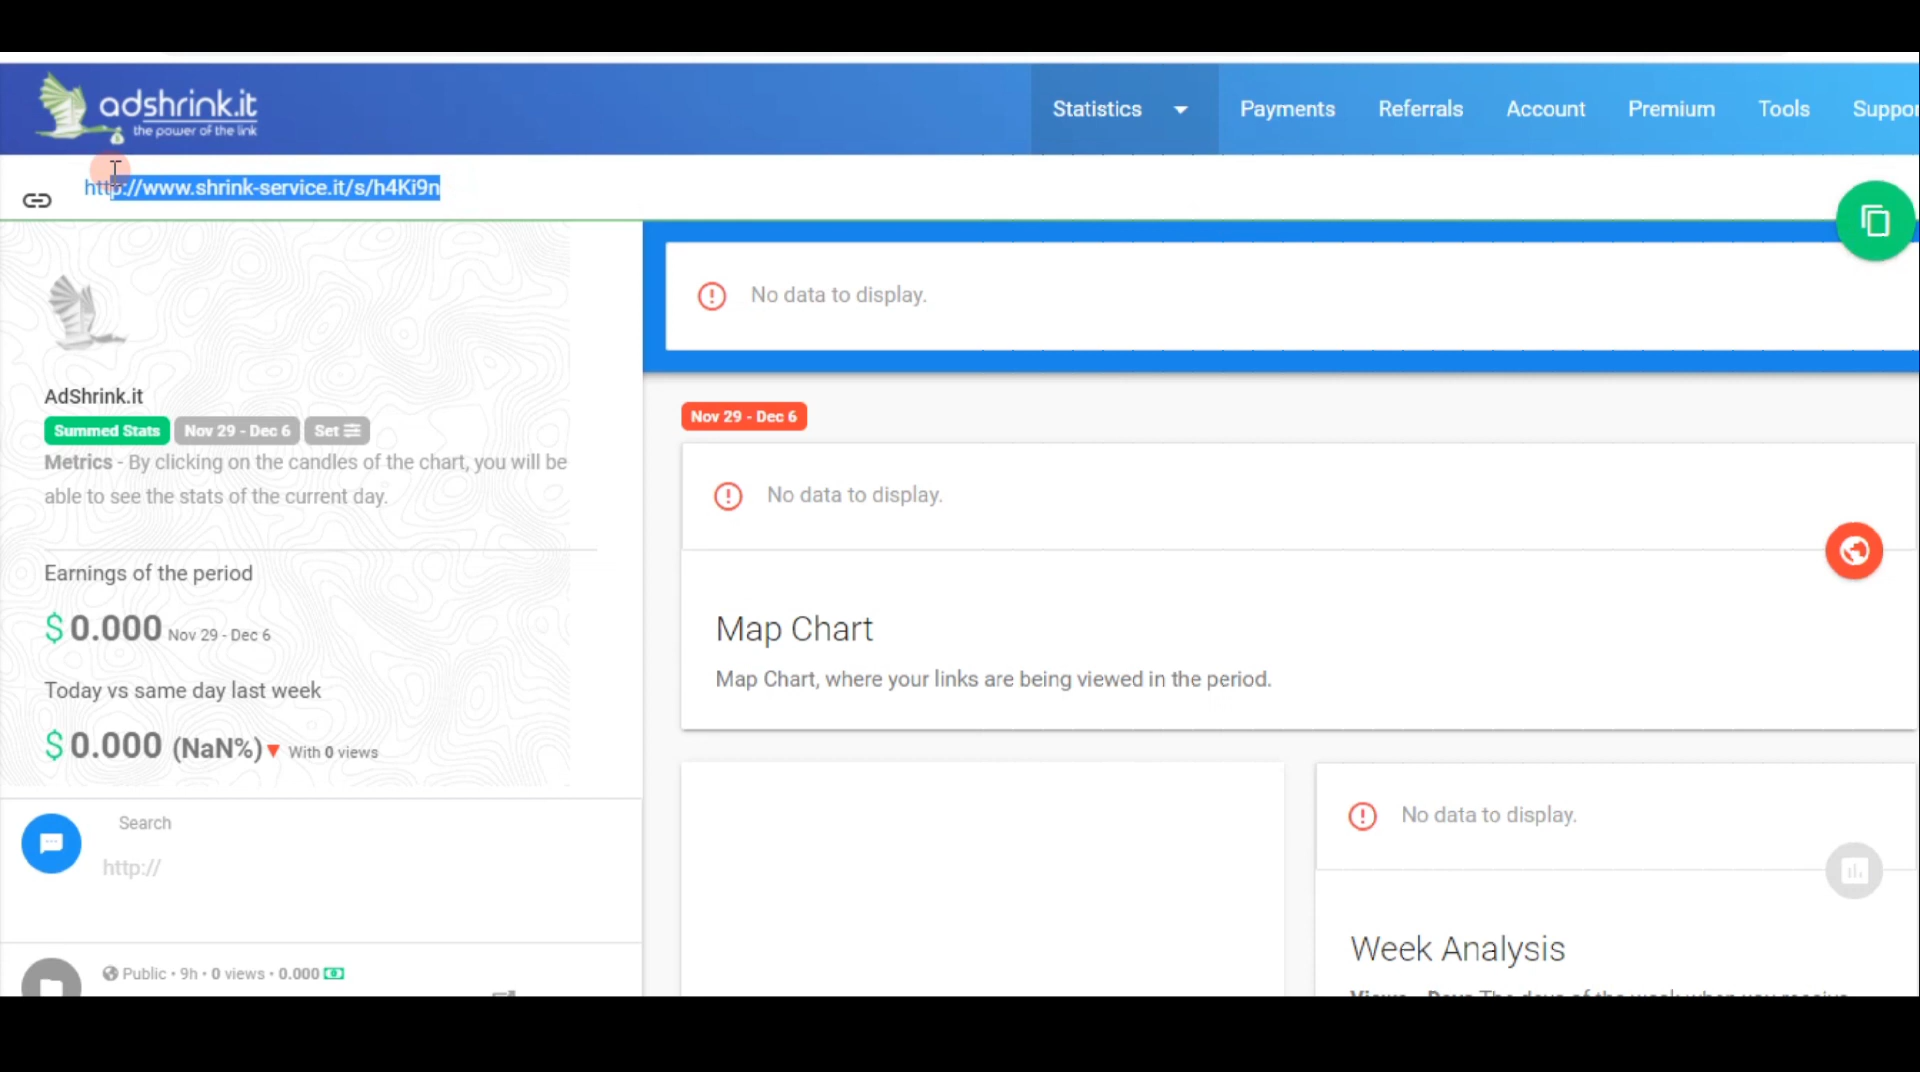 adshrink.it
the power of the link
Statistics Payments Referrals Account Premium Tools Suppor
http://www.shrink-service.it/s/h4Ki9n
No data to display.
AdShrink.it
Summed Stats Nov 29 - Dec 6 Set
Metrics - By clicking on the candles of the chart, you will be
able to see the stats of the current day.
Earnings of the period
$ 0.000 Nov 29 - Dec 6
Today vs same day last week
$ 0.000 (NaN%) With 0 views
Search
http://
Public • 9h • 0 views • 0.000
Nov 29 - Dec 6
No data to display.
Map Chart
Map Chart, where your links are being viewed in the period.
No data to display.
Week Analysis